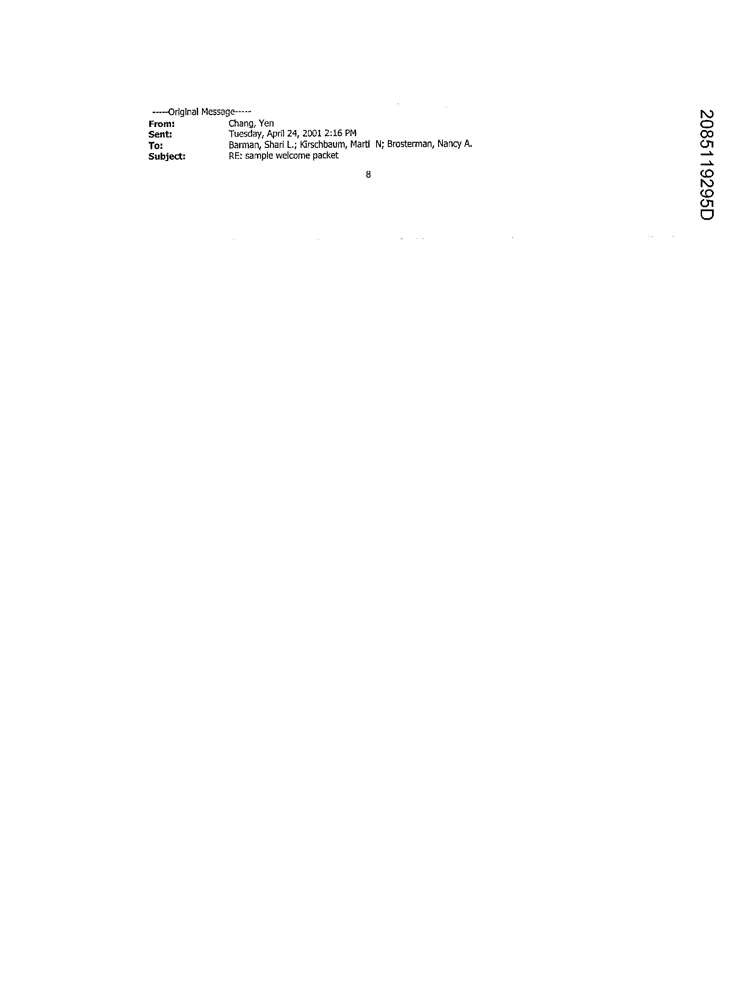 -----Original Message-----
From: Chang, Yen
Sent: Tuesday, April 24, 2001 2:16 PM
To: Barman, Shari L.; Kirschbaum, Marti N; Brosterman, Nancy A.
Subject: RE: sample welcome packet
8
2085119295D